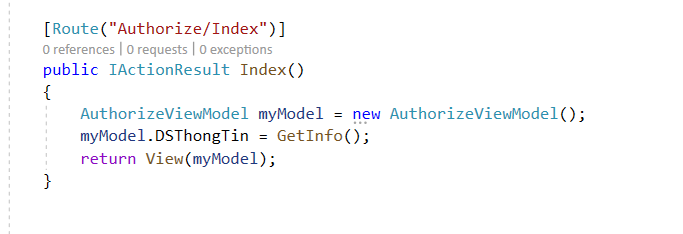 [Route("Authorize/Index")]
0 references | 0 requests | 0 exceptions
public IActionResult Index()
{
AuthorizeViewModel myModel = new AuthorizeViewModel();
myModel.DSThongTin = GetInfo();
return View(myModel);
}